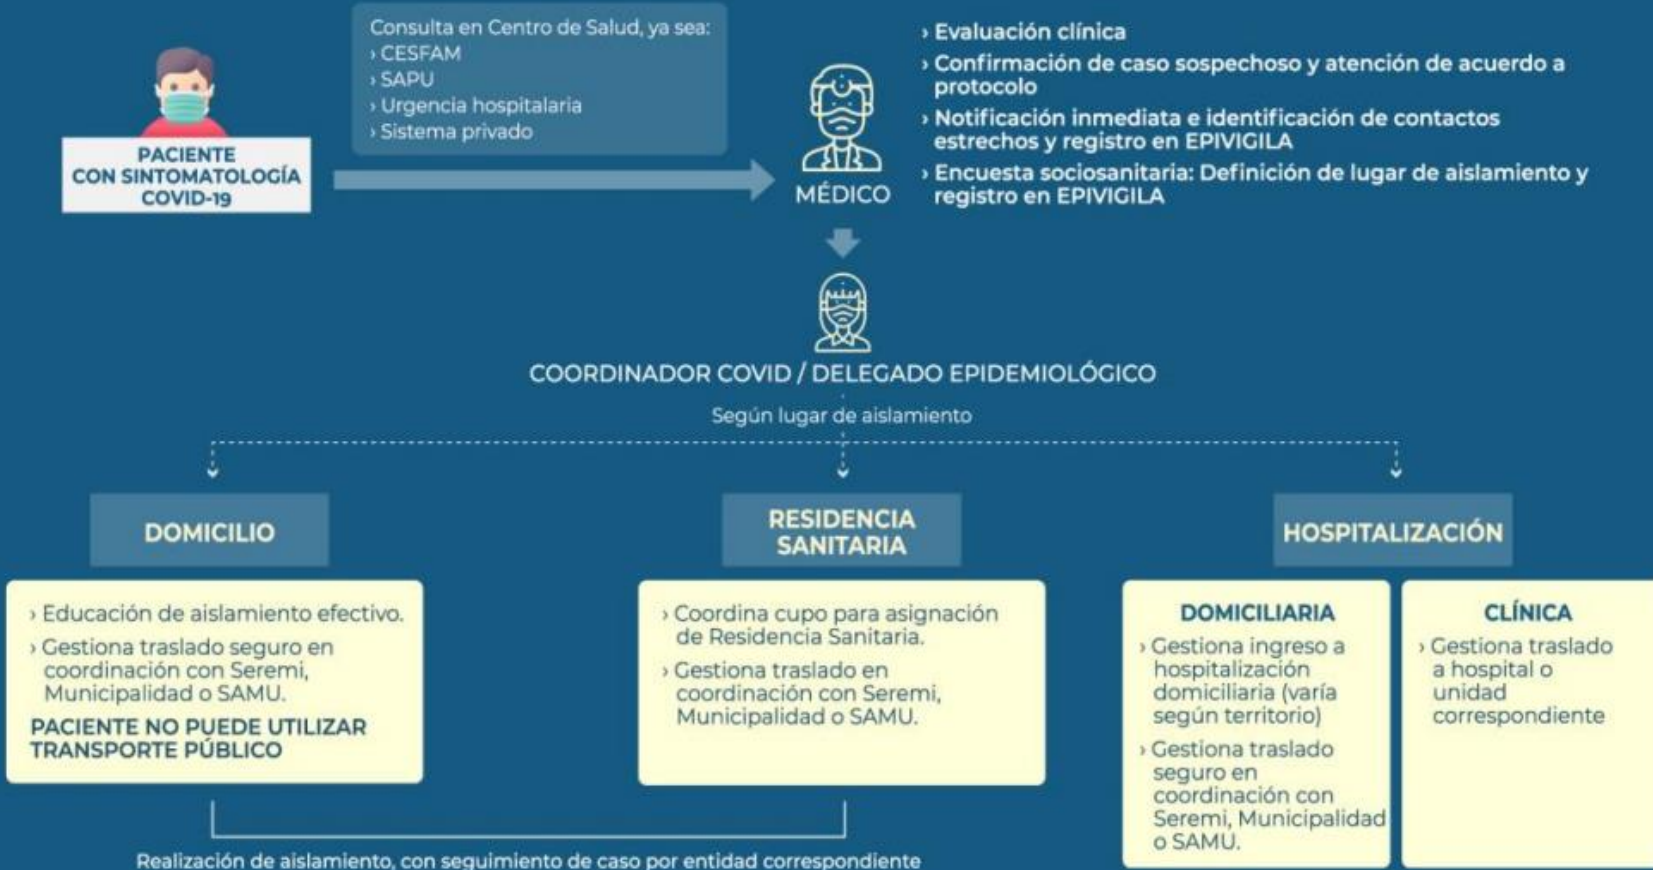 Consulta en Centro de Salud, ya sea:
› CESFAM
› SAPU
› Urgencia hospitalaria
› Sistema privado
PACIENTE
CON SINTOMATOLOGÍA
COVID-19
MÉDICO
› Evaluación clínica
› Confirmación de caso sospechoso y atención de acuerdo a
protocolo
› Notificación inmediata e identificación de contactos
estrechos y registro en EPIVIGILA
› Encuesta sociosanitaria: Definición de lugar de aislamiento y
registro en EPIVIGILA
COORDINADOR COVID / DELEGADO EPIDEMIOLÓGICO
Según lugar de aislamiento
DOMICILIO
› Educación de aislamiento efectivo.
› Gestiona traslado seguro en
coordinación con Seremi,
Municipalidad o SAMU.
PACIENTE NO PUEDE UTILIZAR
TRANSPORTE PÚBLICO
RESIDENCIA
SANITARIA
› Coordina cupo para asignación
de Residencia Sanitaria.
› Gestiona traslado en
coordinación con Seremi,
Municipalidad o SAMU.
HOSPITALIZACIÓN
DOMICILIARIA
› Gestiona ingreso a
hospitalización
domiciliaria (varía
según territorio)
› Gestiona traslado
seguro en
coordinación con
Seremi, Municipalidad
o SAMU.
CLÍNICA
› Gestiona traslado
a hospital o
unidad
correspondiente
Realización de aislamiento, con seguimiento de caso por entidad correspondiente